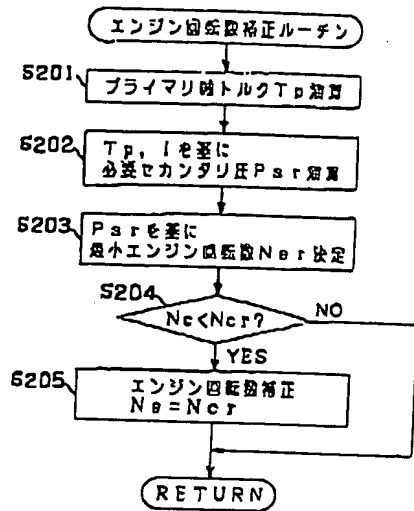 エンジン回転数補正ルーチン
S201
プライマリ軸トルクTp演算
S202
Tp, iを基に
必要セカンダリ圧Psr演算
S203
Psrを基に
最小エンジン回転数Ner決定
S204
Ne<Ner?
NO
YES
S205
エンジン回転数補正
Ne=Ner
RETURN